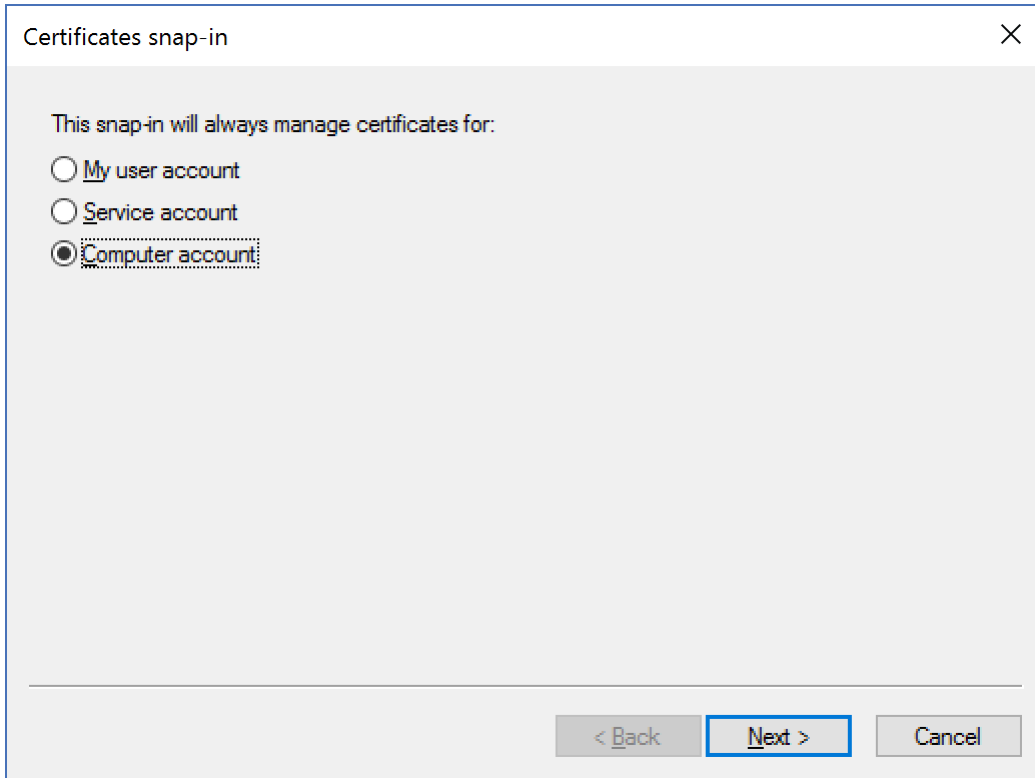 Certificates snap-in
This snap-in will always manage certificates for:
My user account
Service account
Computer account
< Back
Next >
Cancel